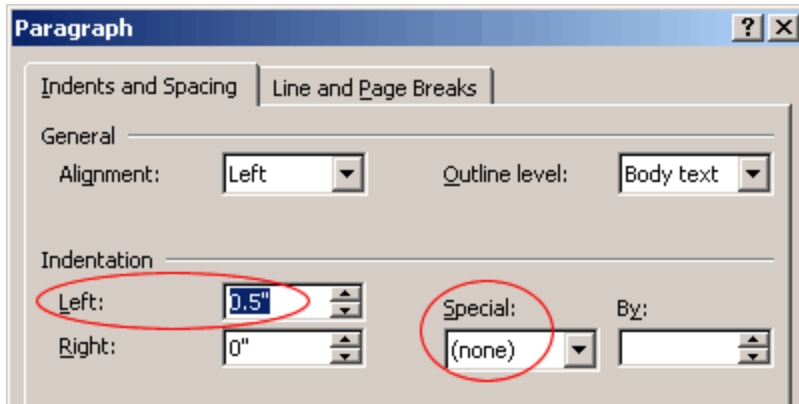 Paragraph
Indents and Spacing Line and Page Breaks
General
Alignment: Left Outline level: Body text
Indentation
Left: 0.5" Special: By:
Right: 0" (none)